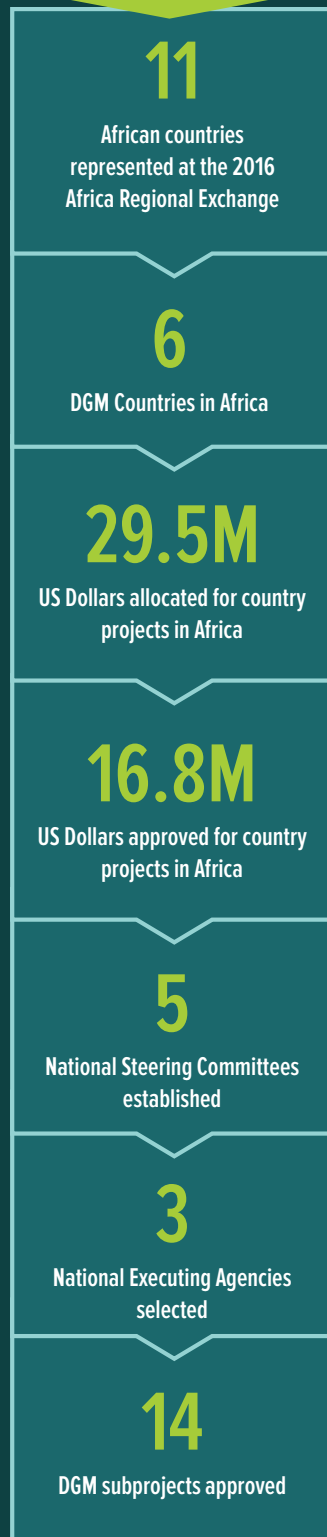 11
African countries
represented at the 2016
Africa Regional Exchange
6
DGM Countries in Africa
29.5M
US Dollars allocated for country
projects in Africa
16.8M
US Dollars approved for country
projects in Africa
5
National Steering Committees
established
3
National Executing Agencies
selected
14
DGM subprojects approved